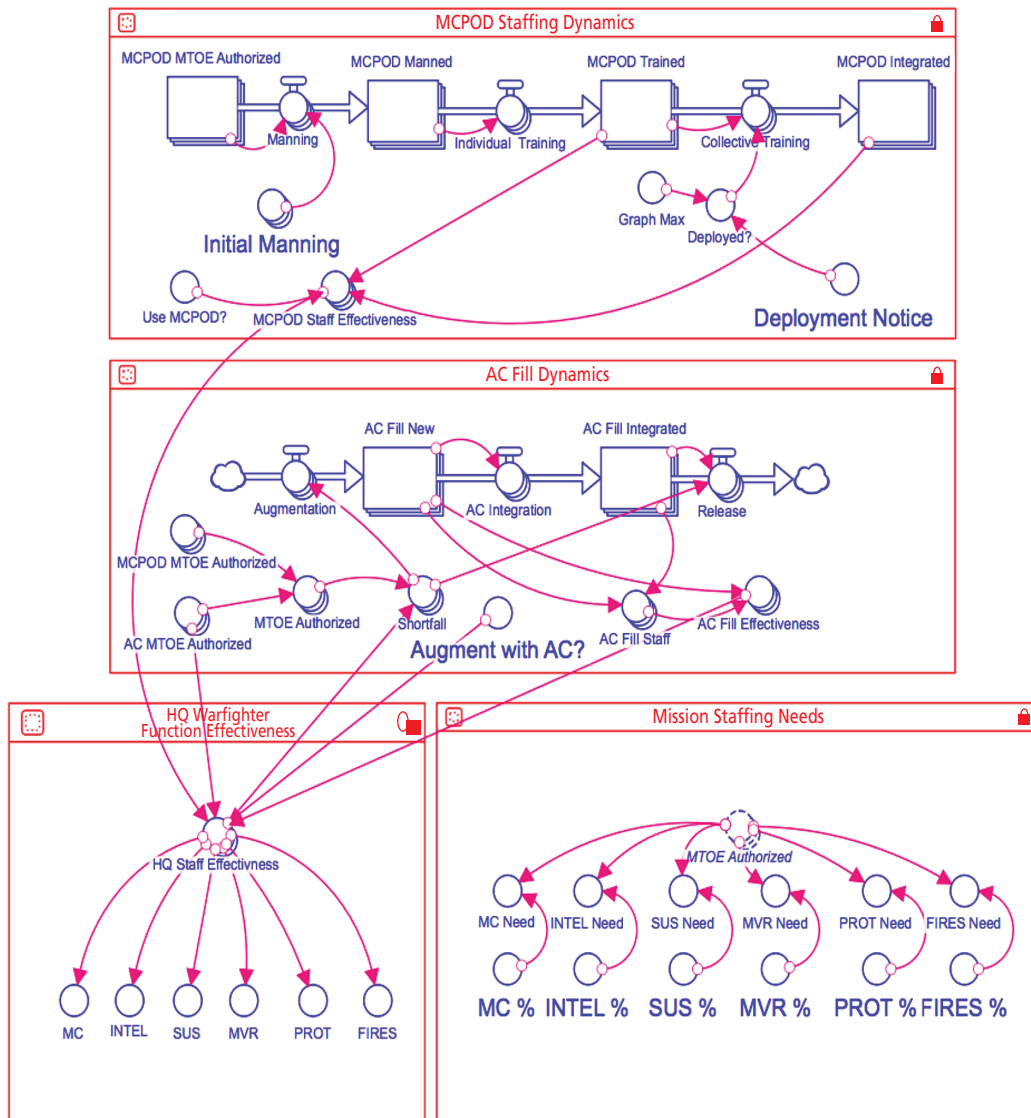 MCPOD Staffing Dynamics
MCPOD MTOE Authorized
MCPOD Manned
MCPOD Trained
MCPOD Integrated
Manning
Individual Training
Collective Training
Graph Max
Deployed?
Initial Manning
Use MCPOD?
MCPOD Staff Effectiveness
Deployment Notice
AC Fill Dynamics
AC Fill New
AC Fill Integrated
Augmentation
AC Integration
Release
MCPOD MTOE Authorized
MTOE Authorized
Shortfall
AC MTOE Authorized
Augment with AC?
AC Fill Staff
AC Fill Effectiveness
HQ Warfighter
Function Effectiveness
HQ Staff Effectivness
MC
INTEL
SUS
MVR
PROT
FIRES
Mission Staffing Needs
MTOE Authorized
MC Need
INTEL Need
SUS Need
MVR Need
PROT Need
FIRES Need
MC %
INTEL %
SUS %
MVR %
PROT %
FIRES %